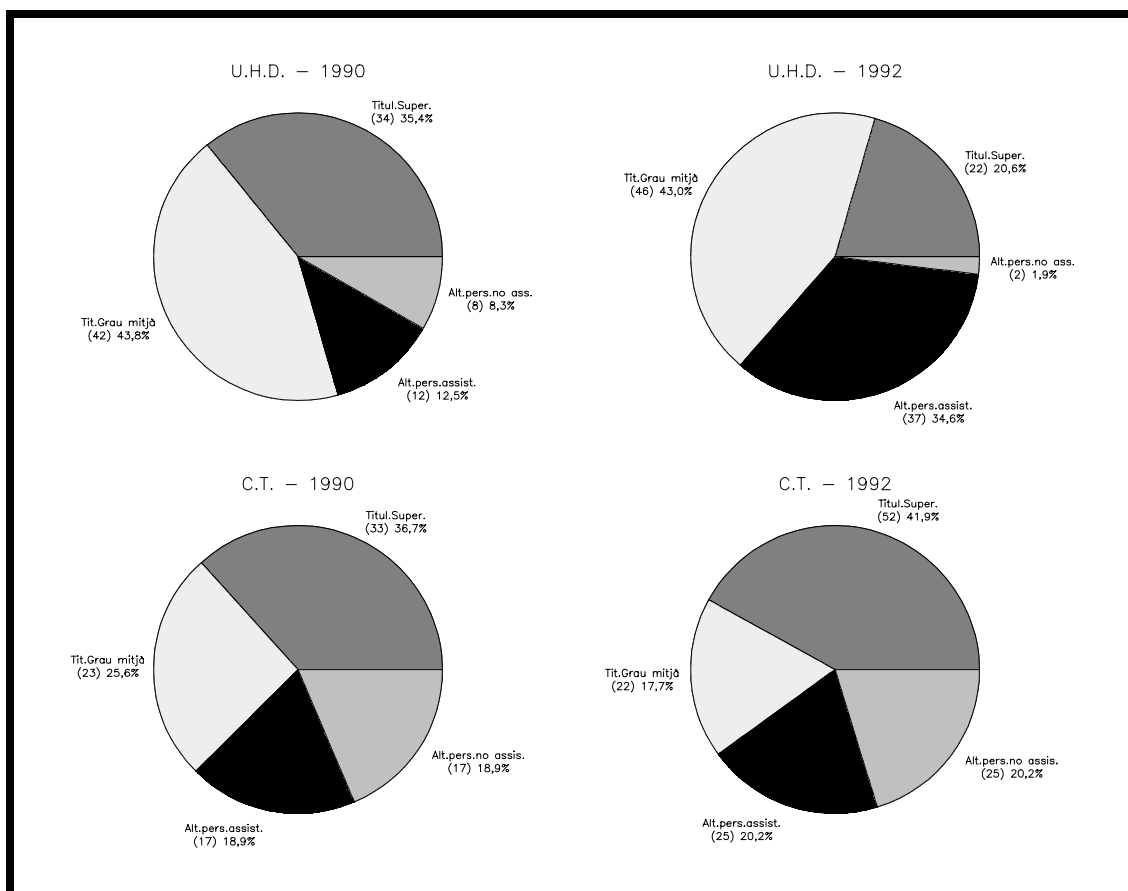 U.H.D. – 1990
Titul.Super.
(34) 35,4%
Tit.Grau mitjà
(42) 43,8%
Alt.pers.no ass.
(8) 8,3%
Alt.pers.assist.
(12) 12,5%
U.H.D. – 1992
Titul.Super.
(22) 20,6%
Tit.Grau mitjà
(46) 43,0%
Alt.pers.no ass.
(2) 1,9%
Alt.pers.assist.
(37) 34,6%
C.T. – 1990
Titul.Super.
(33) 36,7%
Tit.Grau mitjà
(23) 25,6%
Alt.pers.no assis.
(17) 18,9%
Alt.pers.assist.
(17) 18,9%
C.T. – 1992
Titul.Super.
(52) 41,9%
Tit.Grau mitjà
(22) 17,7%
Alt.pers.no assis.
(25) 20,2%
Alt.pers.assist.
(25) 20,2%